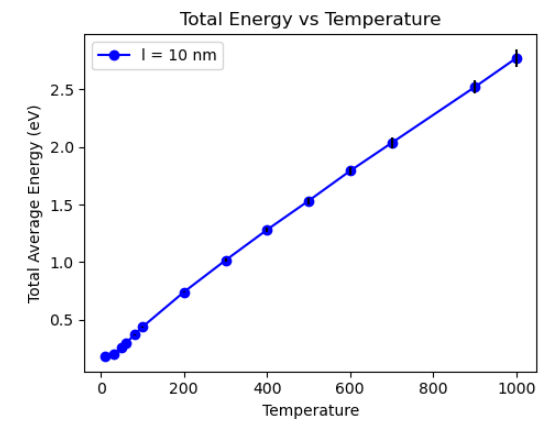 Total Energy vs Temperature
l = 10 nm
Total Average Energy (eV)
2.5
2.0
1.5
1.0
0.5
0 200 400 600 800 1000
Temperature